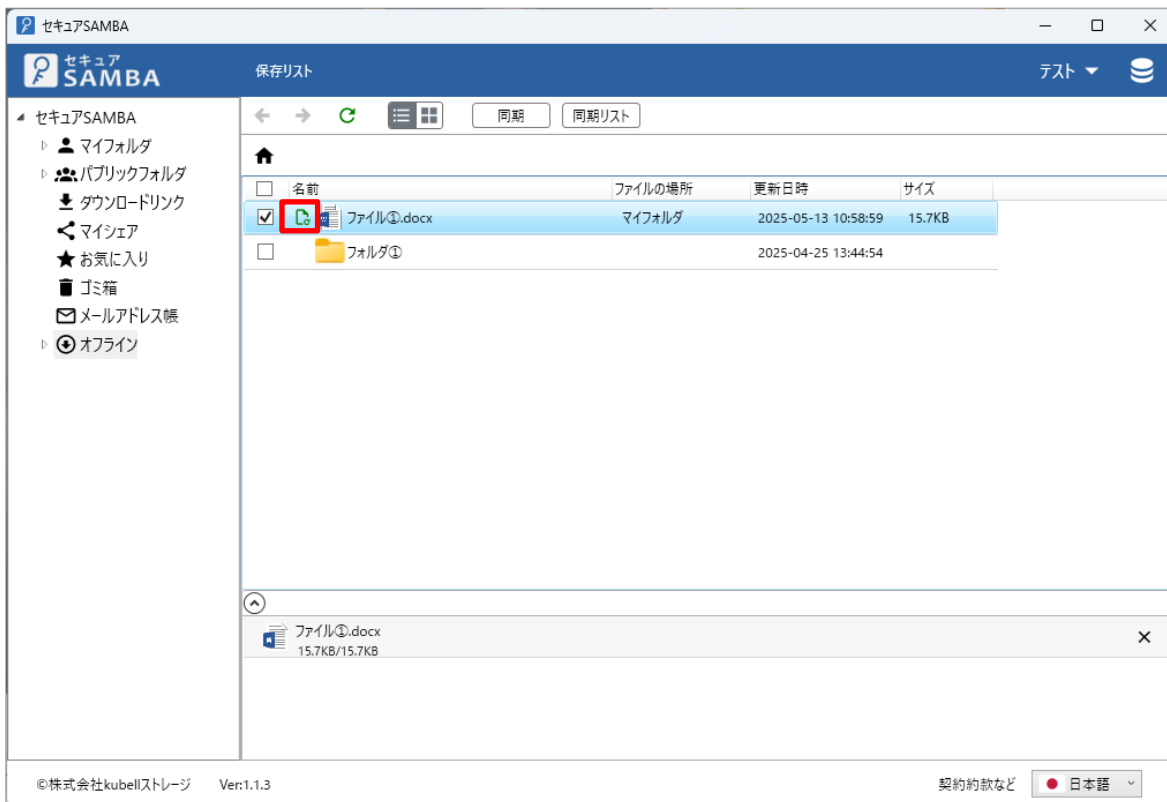 セキュアSAMBA
セキュア
SAMBA
保存リスト
テスト
セキュアSAMBA
マイフォルダ
パブリックフォルダ
ダウンロードリンク
マイシェア
お気に入り
ゴミ箱
メールアドレス帳
オフライン
同期 同期リスト
名前 ファイルの場所 更新日時 サイズ
ファイル①.docx マイフォルダ 2025-05-13 10:58:59 15.7KB
フォルダ① 2025-04-25 13:44:54
ファイル①.docx
15.7KB/15.7KB
©株式会社kubellストレージ Ver:1.1.3 契約約款など 日本語